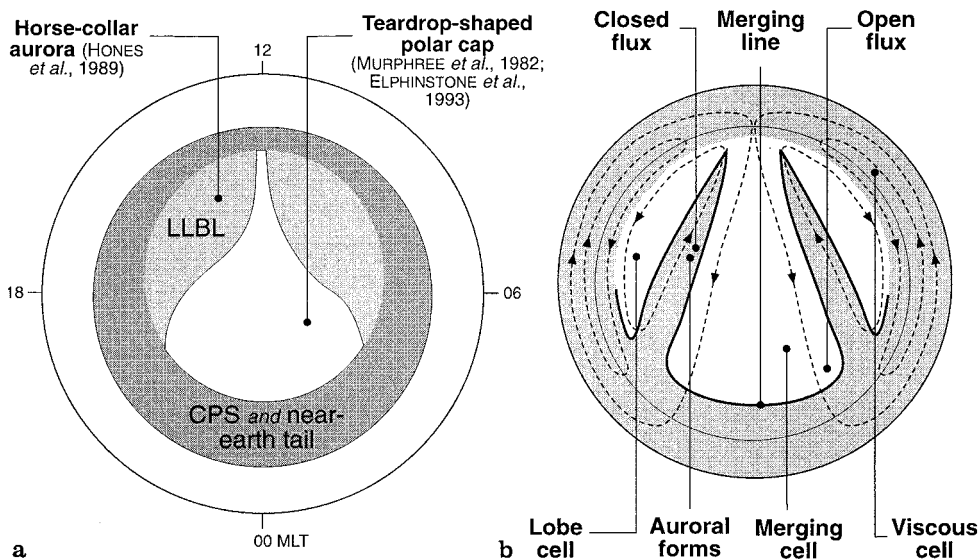 Horse-collar
aurora (HONES
et al., 1989)
Teardrop-shaped
polar cap
(MURPHREE et al., 1982;
ELPHINSTONE et al.,
1993)
12
18
06
LLBL
CPS and near-
earth tail
00 MLT
a
Closed
flux
Merging
line
Open
flux
Lobe
cell
Auroral
forms
Merging
cell
Viscous
cell
b